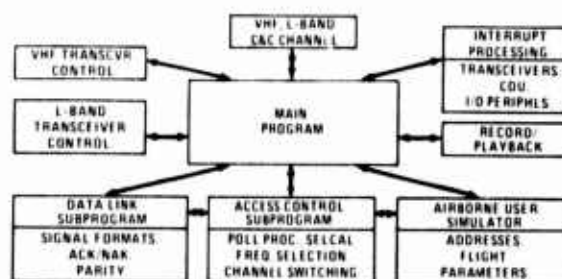 VHF, L-BAND
C&C CHANNEL
INTERRUPT
PROCESSING
TRANSCEIVERS
CDU,
I/O PERIPHLS
VHF TRANSCVR
CONTROL
MAIN
PROGRAM
L-BAND
TRANSCEIVER
CONTROL
RECORD/
PLAYBACK
DATA LINK
SUBPROGRAM
SIGNAL FORMATS
ACK/NAK
PARITY
ACCESS CONTROL
SUBPROGRAM
POLL PROC. SELCAL
FREQ SELECTION
CHANNEL SWITCHING
AIRBORNE USER
SIMULATOR
ADDRESSES
FLIGHT
PARAMETERS